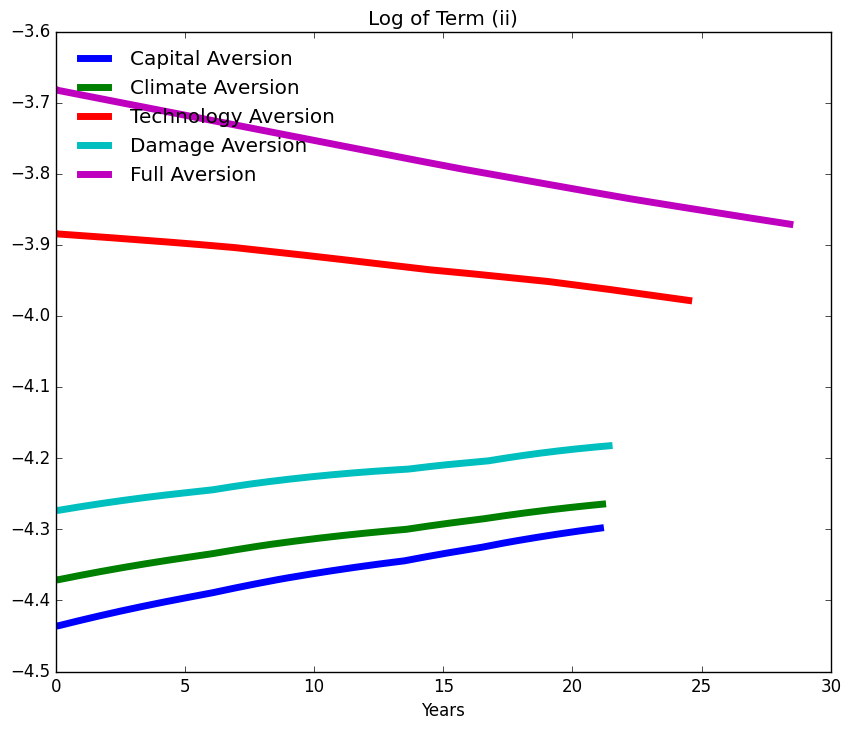 Log of Term (ii)
−3.6
−3.7
−3.8
−3.9
−4.0
−4.1
−4.2
−4.3
−4.4
−4.5
Capital Aversion
Climate Aversion
Technology Aversion
Damage Aversion
Full Aversion
0 5 10 15 20 25 30
Years